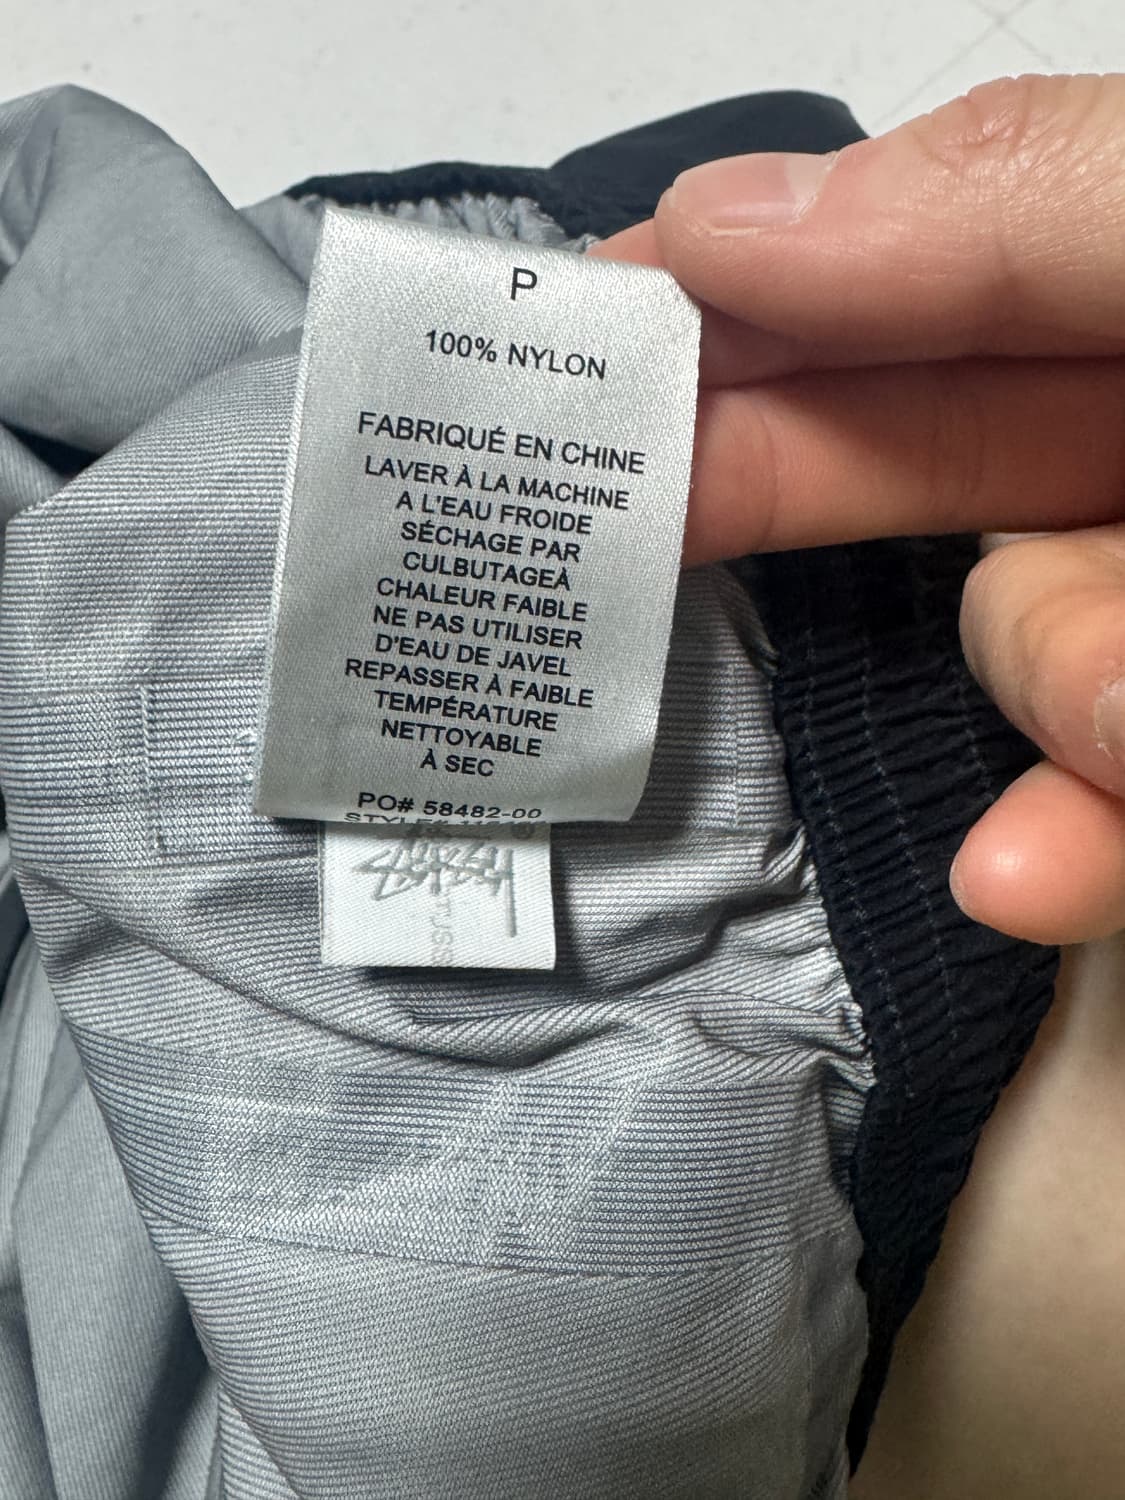 P
100% NYLON
FABRIQUÉ EN CHINE
LAVER À LA MACHINE
A L'EAU FROIDE
SÉCHAGE PAR
CULBUTAGEÀ
CHALEUR FAIBLE
NE PAS UTILISER
D'EAU DE JAVEL
REPASSER À FAIBLE
TEMPÉRATURE
NETTOYABLE
À SEC
PO# 58482-00